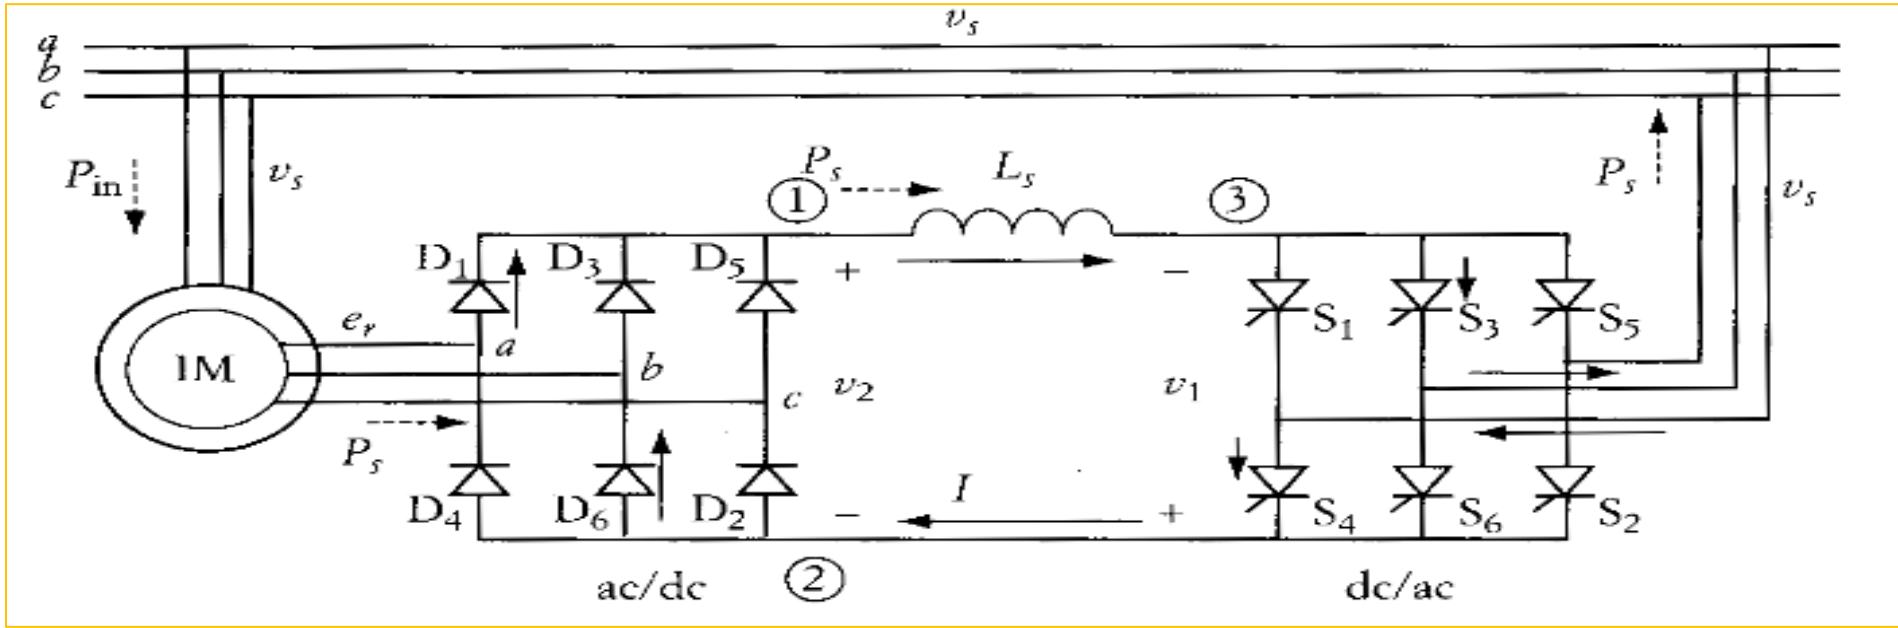 v_s
a
b
c
P_in
v_s
P_s
L_s
P_s
v_s
1
3
D_1
D_3
D_5
+
−
S_1
S_3
S_5
e_r
IM
a
b
c
v_2
v_1
P_s
D_4
D_6
D_2
−
I
+
S_4
S_6
S_2
ac/dc
2
dc/ac